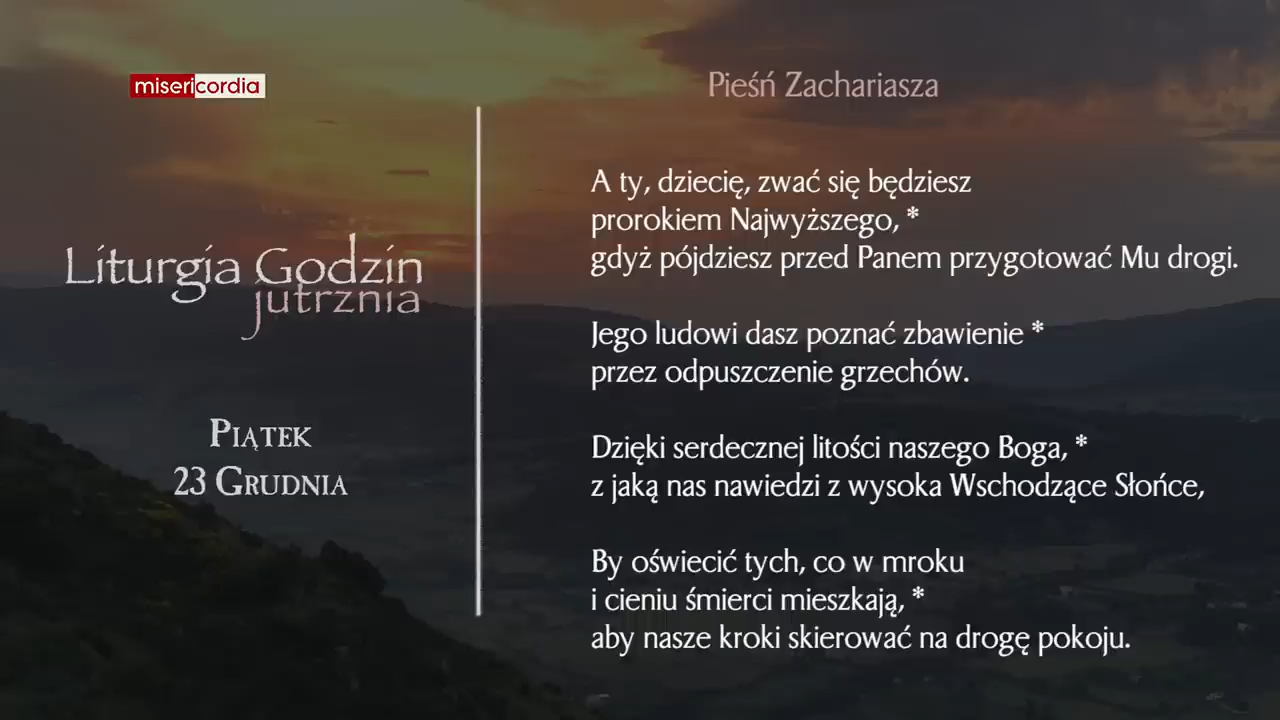 misericordia
Liturgia Godzin
jutrznia
Piątek
23 Grudnia
Pieśń Zachariasza
A ty, dziecię, zwać się będziesz
prorokiem Najwyższego, *
gdyż pójdziesz przed Panem przygotować Mu drogi.
Jego ludowi dasz poznać zbawienie *
przez odpuszczenie grzechów.
Dzięki serdecznej litości naszego Boga, *
z jaką nas nawiedzi z wysoka Wschodzące Słońce,
By oświecić tych, co w mroku
i cieniu śmierci mieszkają, *
aby nasze kroki skierować na drogę pokoju.